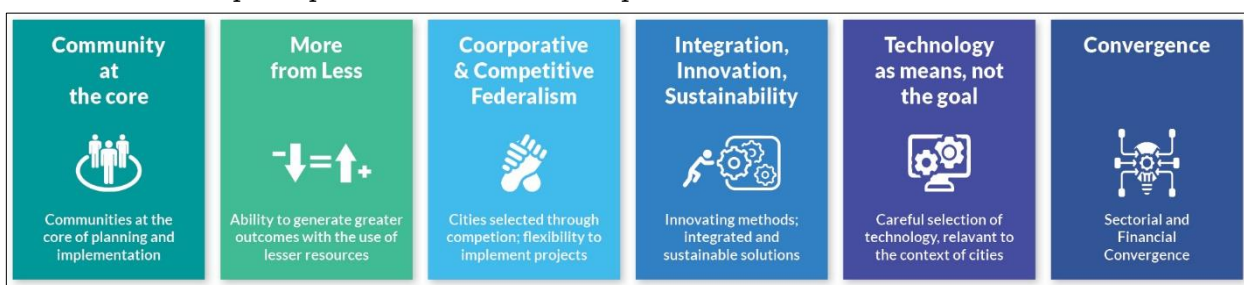 Community
at
the core
Communities at the
core of planning and
implementation
More
from Less
Ability to generate greater
outcomes with the use of
lesser resources
Coorporative
& Competitive
Federalism
Cities selected through
competion; flexibility to
implement projects
Integration,
Innovation,
Sustainability
Innovating methods;
integrated and
sustainable solutions
Technology
as means, not
the goal
Careful selection of
technology, relavant to
the context of cities
Convergence
Sectorial and
Financial
Convergence